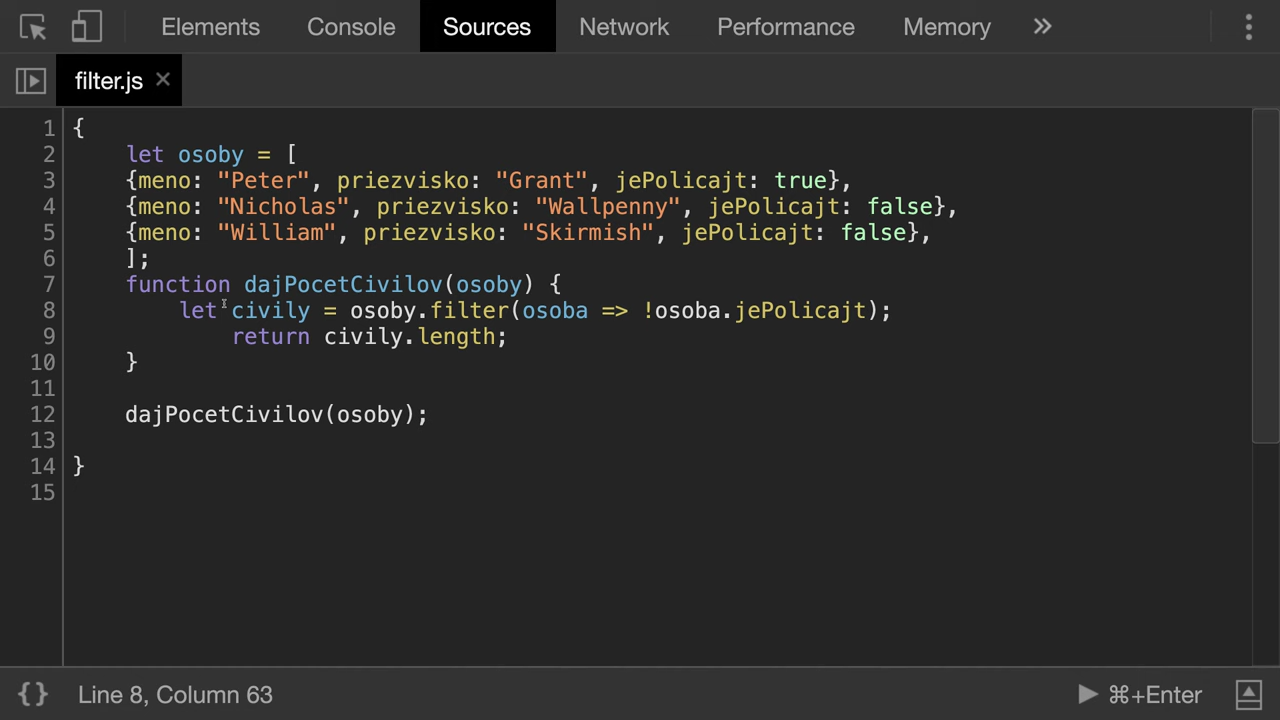 Elements Console Sources Network Performance Memory »
filter.js ×
1 {
2 let osoby = [
3 {meno: "Peter", priezvisko: "Grant", jePolicajt: true},
4 {meno: "Nicholas", priezvisko: "Wallpenny", jePolicajt: false},
5 {meno: "William", priezvisko: "Skirmish", jePolicajt: false},
6 ];
7 function dajPocetCivilov(osoby) {
8 let civily = osoby.filter(osoba => !osoba.jePolicajt);
9 return civily.length;
10 }
11
12 dajPocetCivilov(osoby);
13
14 }
15
{} Line 8, Column 63 ⌘+Enter